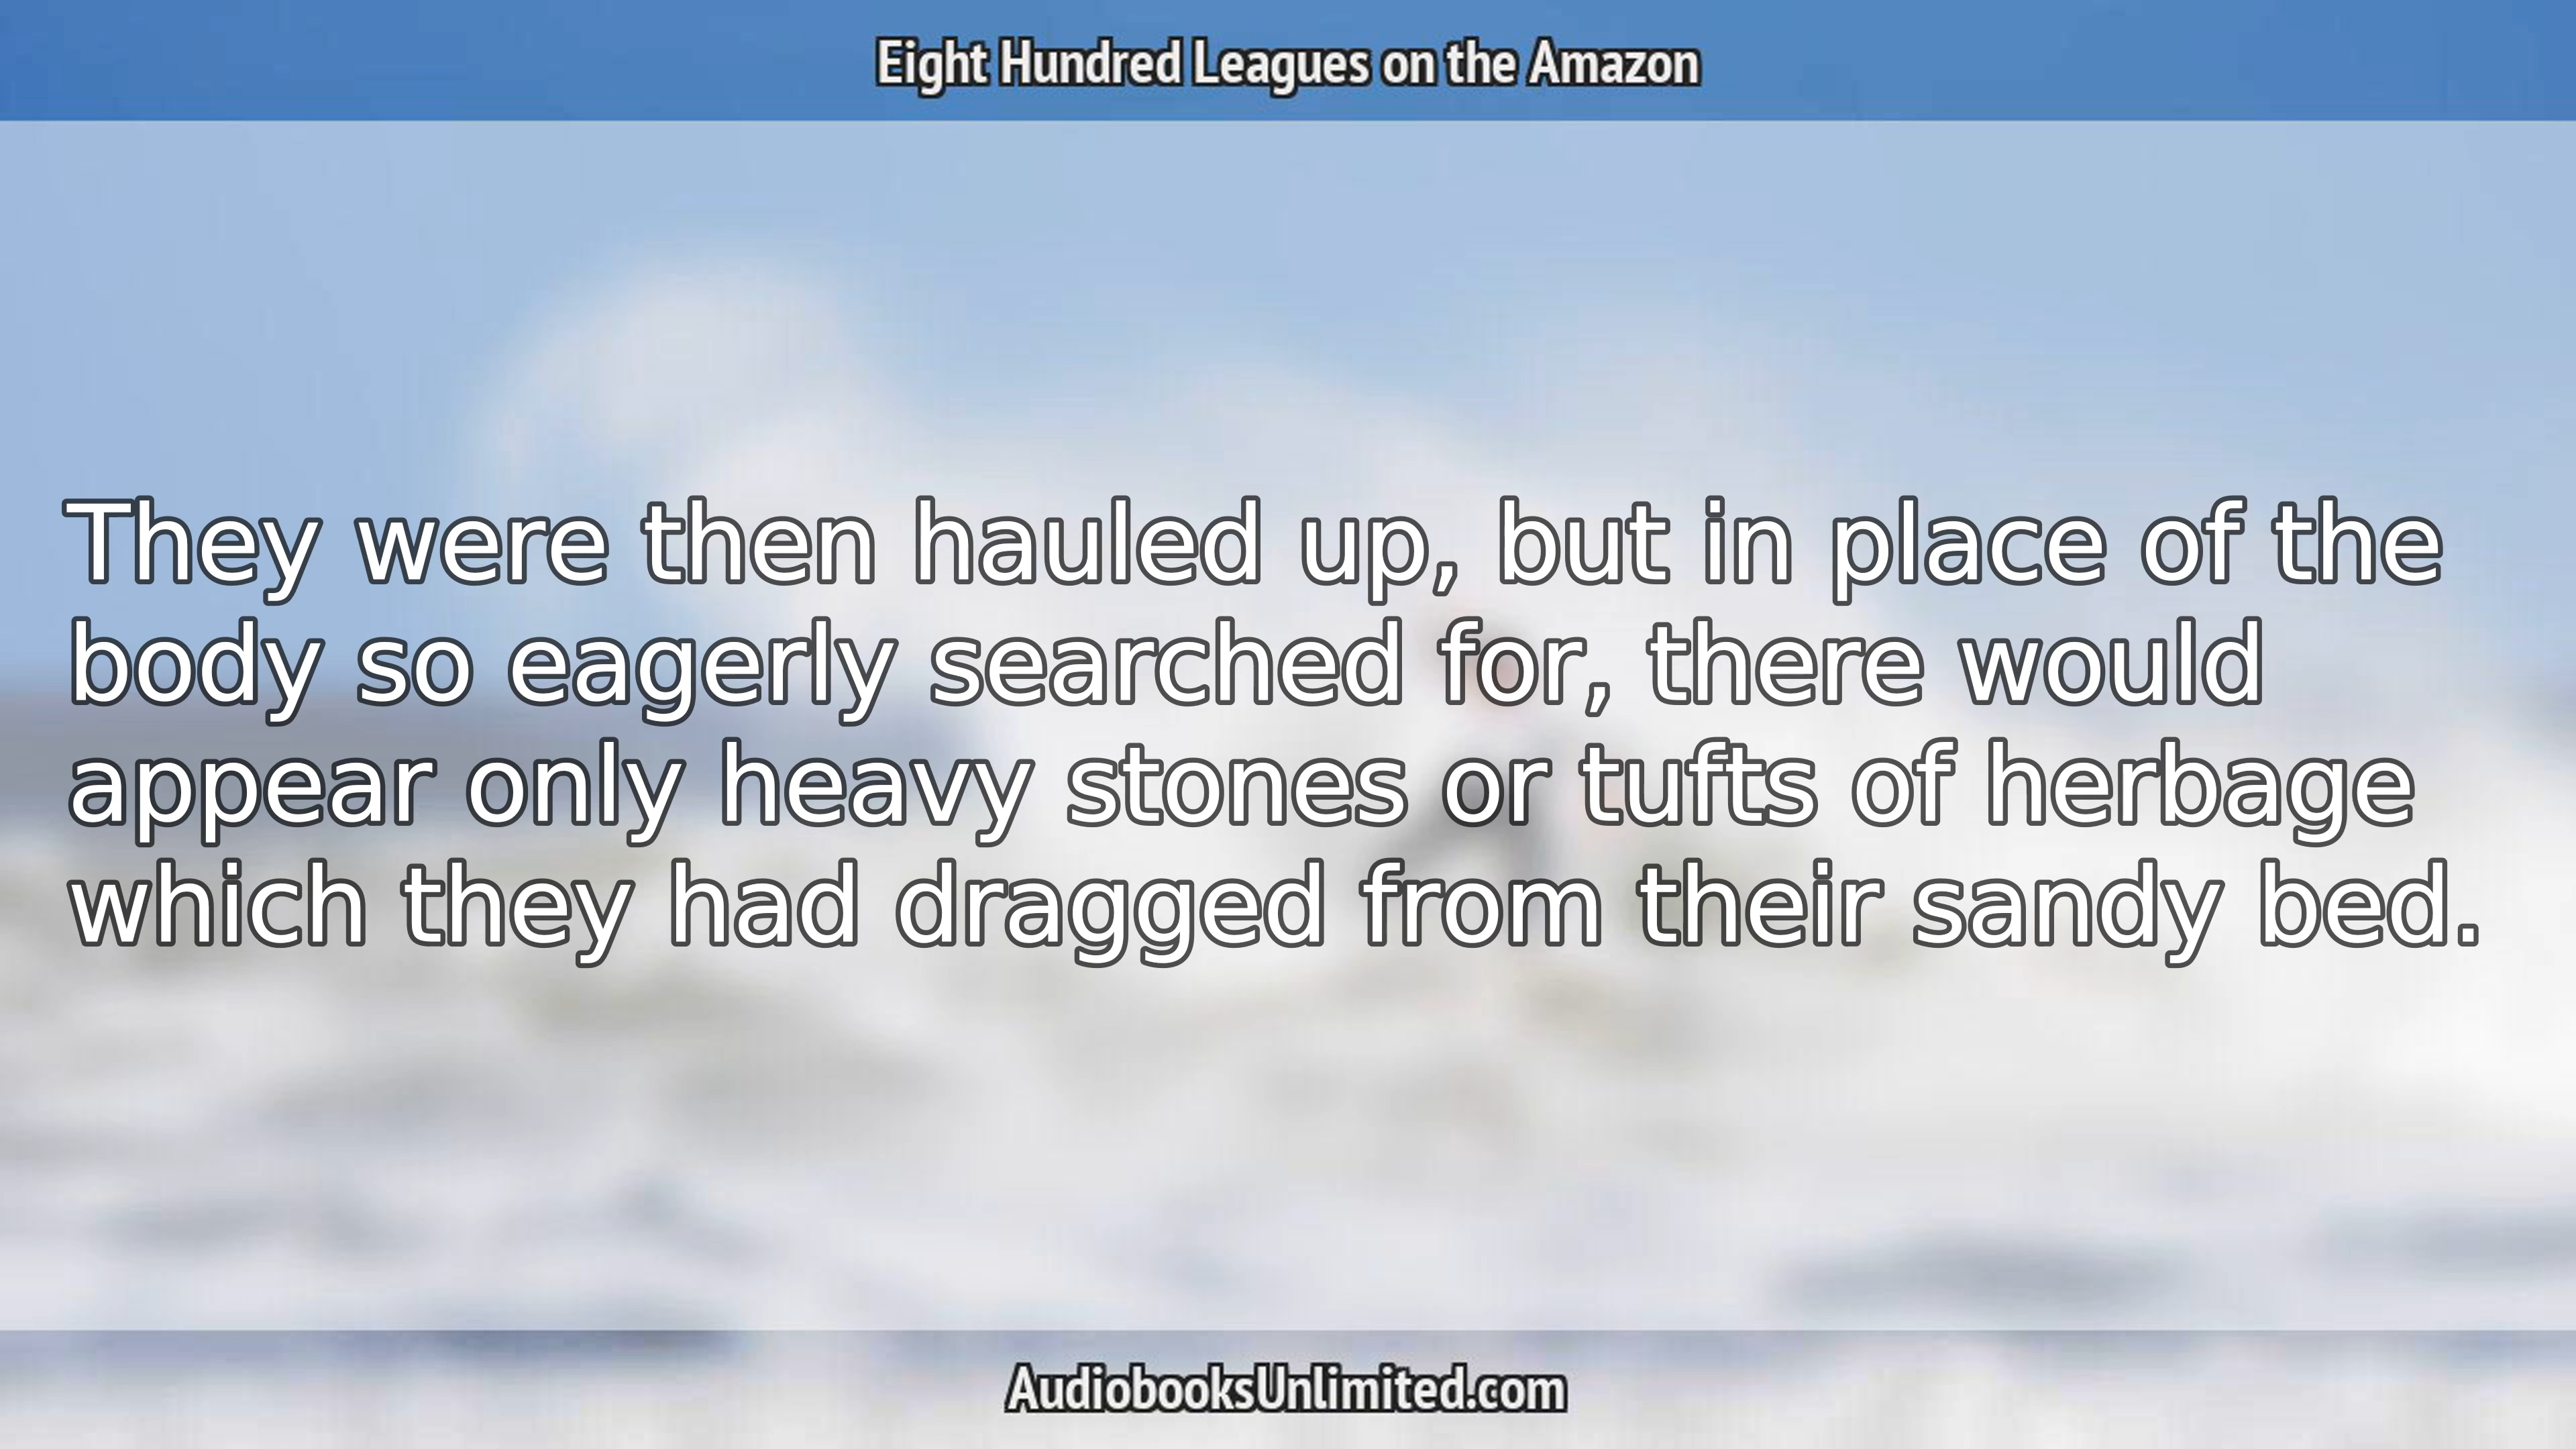 Eight Hundred Leagues on the Amazon
They were then hauled up, but in place of the
body so eagerly searched for, there would
appear only heavy stones or tufts of herbage
which they had dragged from their sandy bed.
AudiobooksUnlimited.com